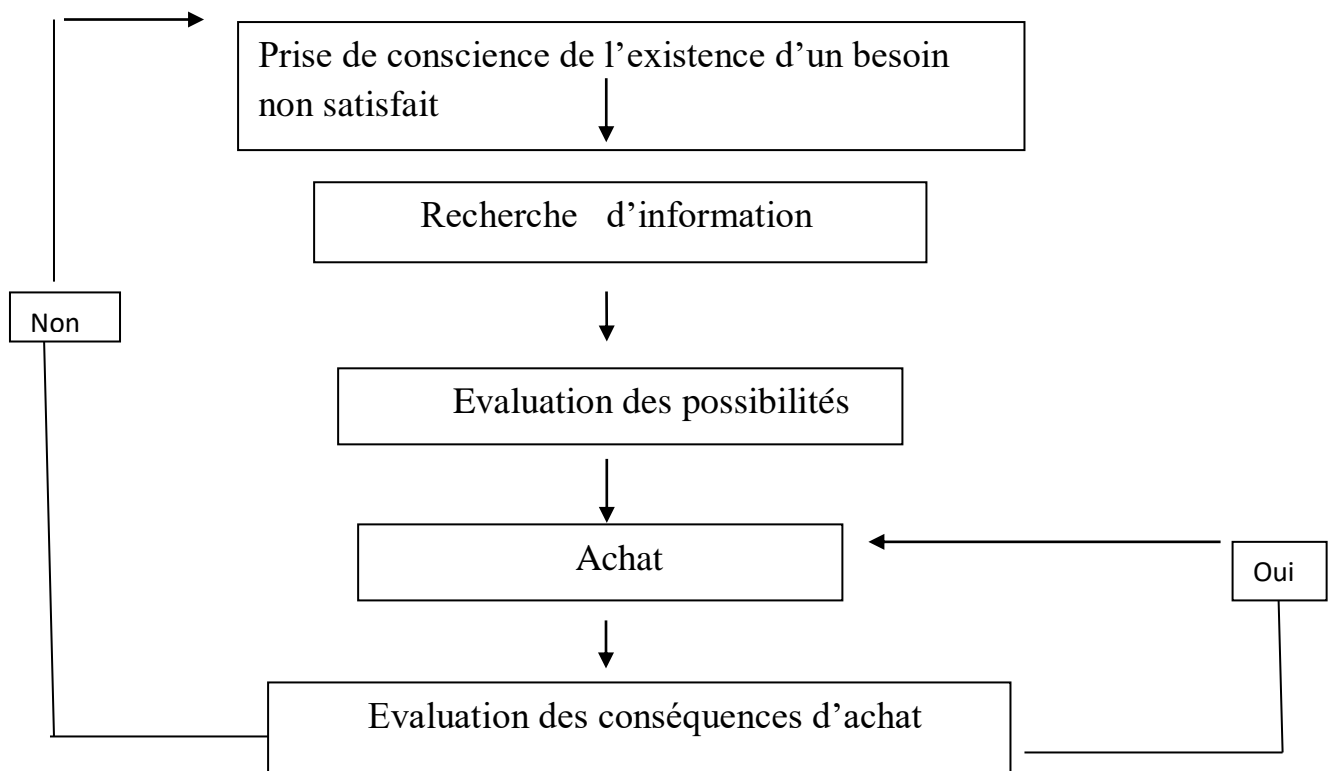 Prise de conscience de l’existence d’un besoin
non satisfait
Recherche d’information
Non
Evaluation des possibilités
Achat
Oui
Evaluation des conséquences d’achat